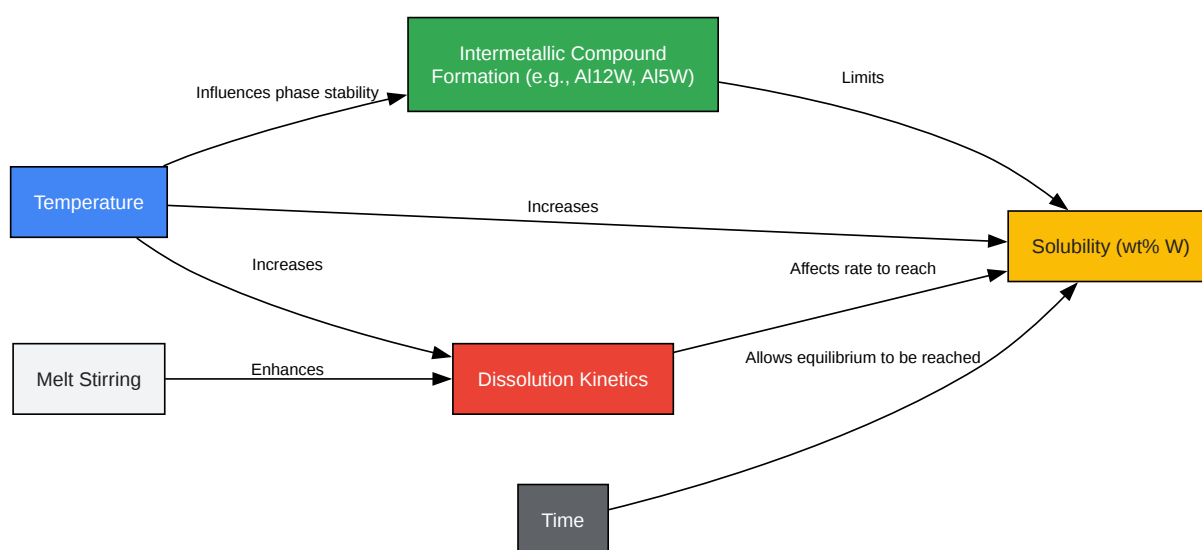 Intermetallic Compound
Formation (e.g., Al12W, Al5W)
Limits
Influences phase stability
Temperature
Increases
Solubility (wt% W)
Increases
Affects rate to reach
Allows equilibrium to be reached
Melt Stirring
Enhances
Dissolution Kinetics
Time